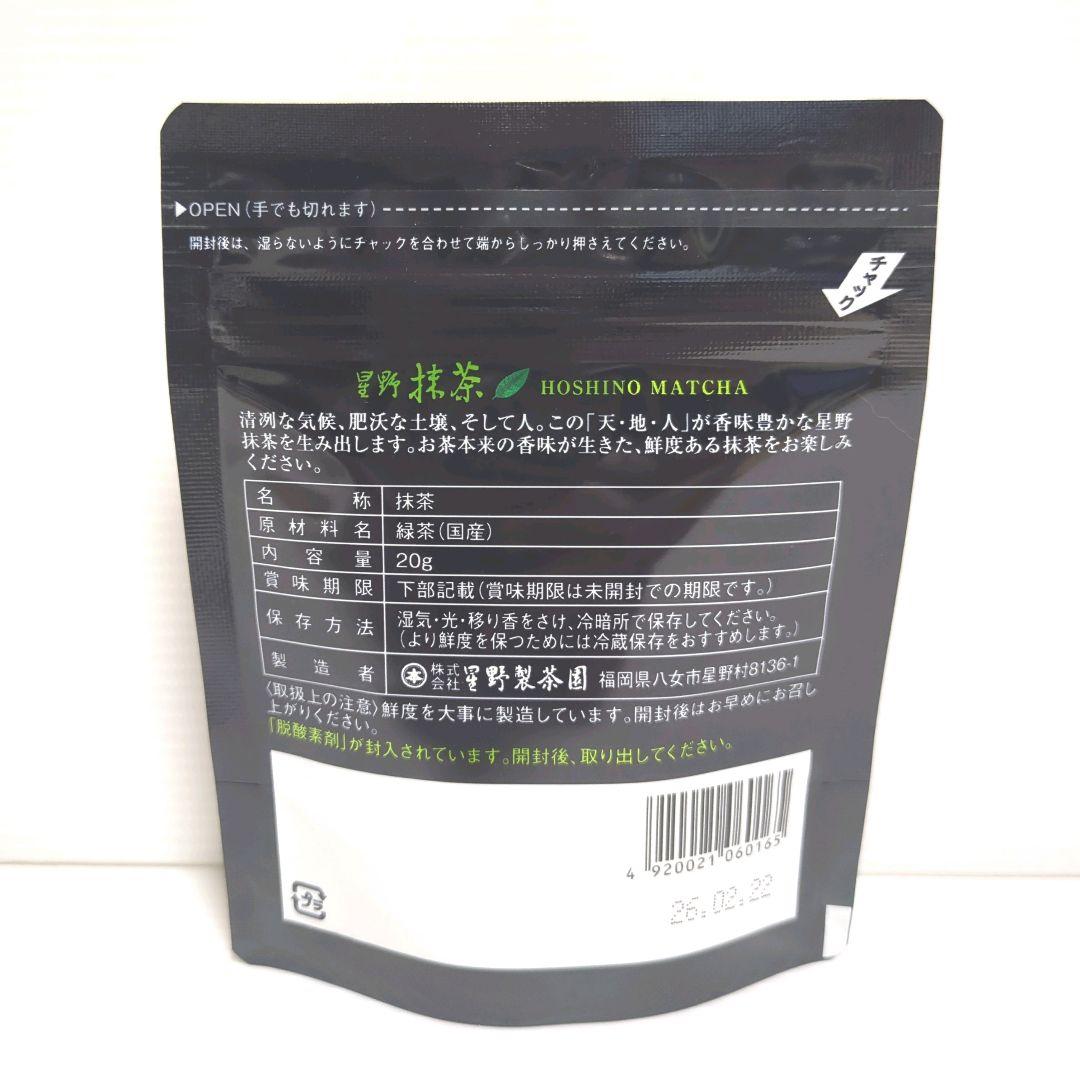 ▶OPEN（手でも切れます）
開封後は、湿らないようにチャックを合わせて端からしっかり押さえてください。
チャック
星野 抹茶 HOSHINO MATCHA
清冽な気候、肥沃な土壌、そして人。この「天・地・人」が香味豊かな星野
抹茶を生み出します。お茶本来の香味が生きた、鮮度ある抹茶をお楽しみ
ください。
名称 抹茶
原材料名 緑茶（国産）
内容量 20g
賞味期限 下部記載（賞味期限は未開封での期限です。）
保存方法 湿気・光・移り香をさけ、冷暗所で保存してください。
（より鮮度を保つためには冷蔵保存をおすすめします。）
製造者 本 株式会社 星野製茶園 福岡県八女市星野村8136-1
〈取扱上の注意〉鮮度を大事に製造しています。開封後はお早めにお召し
上がりください。
「脱酸素剤」が封入されています。開封後、取り出してください。
4 920021 060165
26.02.22
プラ